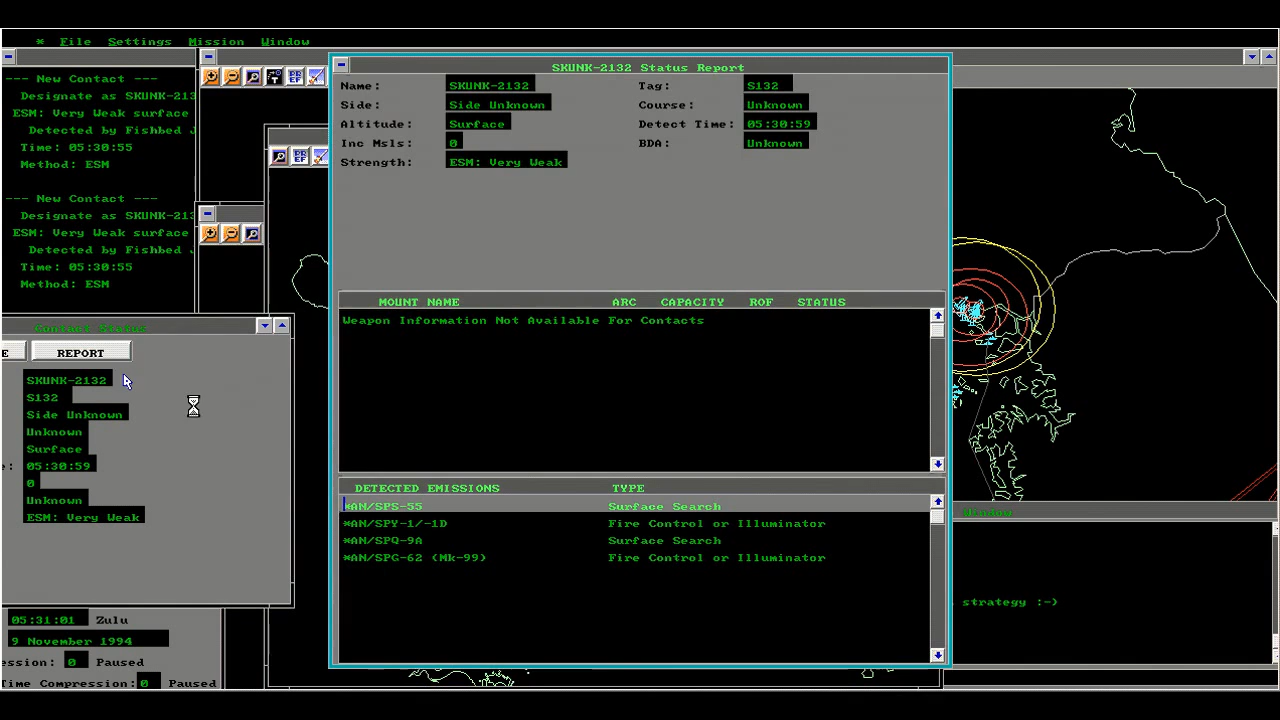 * File Settings Mission Window
--- New Contact ---
Designate as SKUNK-213
ESM: Very Weak surface
Detected by Fishbed J
Time: 05:30:55
Method: ESM
--- New Contact ---
Designate as SKUNK-213
ESM: Very Weak surface
Detected by Fishbed J
Time: 05:30:55
Method: ESM
PREF
PREF
Contact Status
E REPORT
SKUNK-2132
S132
Side Unknown
Unknown
Surface
e: 05:30:59
0
Unknown
ESM: Very Weak
05:31:01 Zulu
9 November 1994
ession: 0 Paused
Time Compression: 0 Paused
SKUNK-2132 Status Report
Name: SKUNK-2132 Tag: S132
Side: Side Unknown Course: Unknown
Altitude: Surface Detect Time: 05:30:59
Inc Msls: 0 BDA: Unknown
Strength: ESM: Very Weak
MOUNT NAME ARC CAPACITY ROF STATUS
Weapon Information Not Available For Contacts
DETECTED EMISSIONS TYPE
*AN/SPS-55 Surface Search
*AN/SPY-1/-1D Fire Control or Illuminator
*AN/SPQ-9A Surface Search
*AN/SPG-62 (Mk-99) Fire Control or Illuminator
Window
strategy :-)